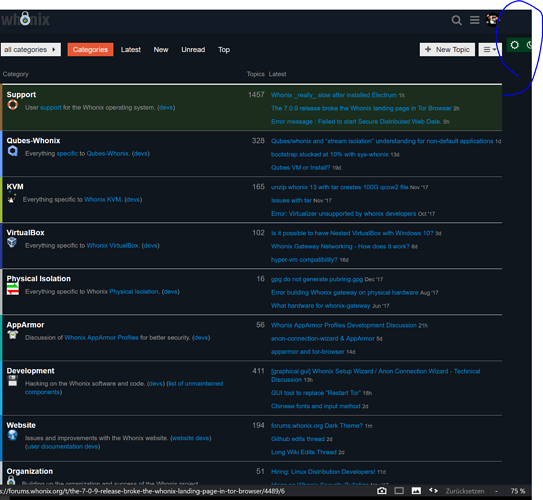 whonix
all categories
Categories
Latest
New
Unread
Top
+ New Topic
Category
Topics
Latest
Support
1457
User support for the Whonix operating system. (devs)
Whonix _really_ slow after installed Electrum 1h
The 7.0.9 release broke the Whonix landing page in Tor Browser 2h
Error message : Failed to start Secure Distributed Web Date. 9h
Qubes-Whonix
328
Everything specific to Qubes-Whonix. (devs)
Qubes/whonix and "stream isolation" understanding for non-default applications 1d
bootstrap stucked at 10% with sys-whonix 13d
Qubes VM or Install? 19d
KVM
165
Everything specific to Whonix KVM. (devs)
unzip whonix 13 with tar creates 100G qcow2 file Nov '17
Issues with tar Nov '17
Error: Virtualizer unsupported by whonix developers Oct '17
VirtualBox
102
Everything specific to Whonix VirtualBox. (devs)
Is it possible to have Nested VirtualBox with Windows 10? 3d
Whonix Gateway Networking - How does it work? 8d
hyper-vm compatibility? 16d
Physical Isolation
16
Everything specific to Whonix Physical Isolation. (devs)
gpg do not generate pubring.gpg Dec '17
Error building Whonix gateway on physical hardware Aug '17
What hardware for whonix-gateway Jun '17
AppArmor
56
Discussion of Whonix AppArmor Profiles for better security. (devs)
Whonix AppArmor Profiles Development Discussion 21h
anon-connection-wizard & AppArmor 5d
apparmor and tor-browser 14d
Development
411
Hacking on the Whonix software and code. (devs) (list of unmaintained
components)
[graphical gui] Whonix Setup Wizard / Anon Connection Wizard - Technical
Discussion 13h
GUI tool to replace "Restart Tor" 18h
Chinese fonts and input method 2d
Website
194
Issues and improvements with the Whonix website. (website devs)
(user documentation devs)
forums.whonix.org Dark Theme? 1m
Github edits thread 2d
Long Wiki Edits Thread 2d
Organization
51
Hiring: Linux Distribution Developers! 11d
s://forums.whonix.org/t/the-7-0-9-release-broke-the-whonix-landing-page-in-tor-browser/4489/6
Zurücksetzen
-
75 %